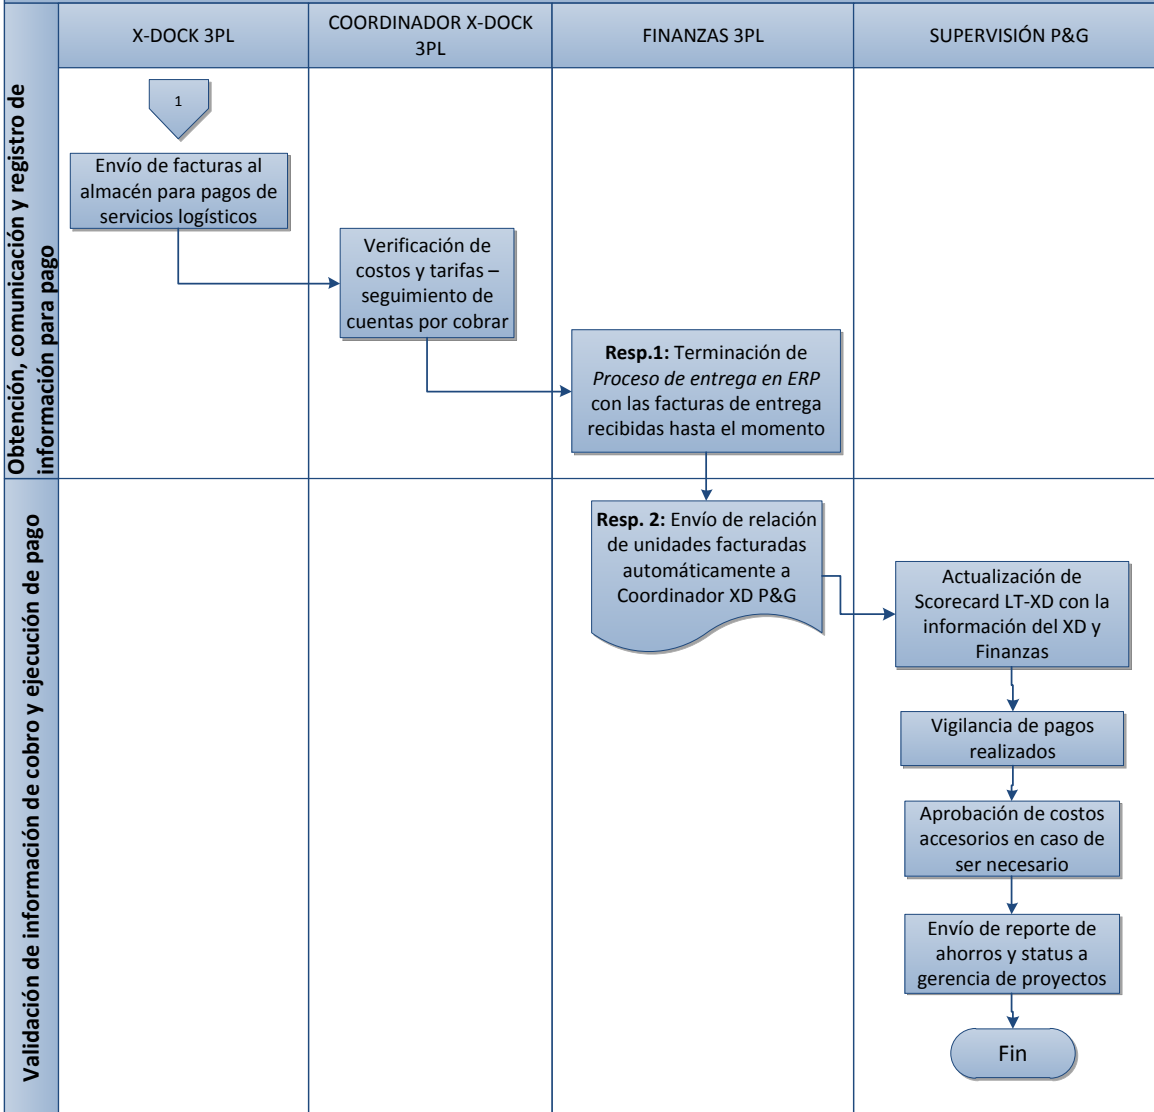 X-DOCK 3PL
COORDINADOR X-DOCK
3PL
FINANZAS 3PL
SUPERVISIÓN P&G
Obtención, comunicación y registro de
información para pago
1
Envío de facturas al
almacén para pagos de
servicios logísticos
Verificación de
costos y tarifas –
seguimiento de
cuentas por cobrar
Resp.1: Terminación de
Proceso de entrega en ERP
con las facturas de entrega
recibidas hasta el momento
Validación de información de cobro y ejecución de pago
Resp. 2: Envío de relación
de unidades facturadas
automáticamente a
Coordinador XD P&G
Actualización de
Scorecard LT-XD con la
información del XD y
Finanzas
Vigilancia de pagos
realizados
Aprobación de costos
accesorios en caso de
ser necesario
Envío de reporte de
ahorros y status a
gerencia de proyectos
Fin